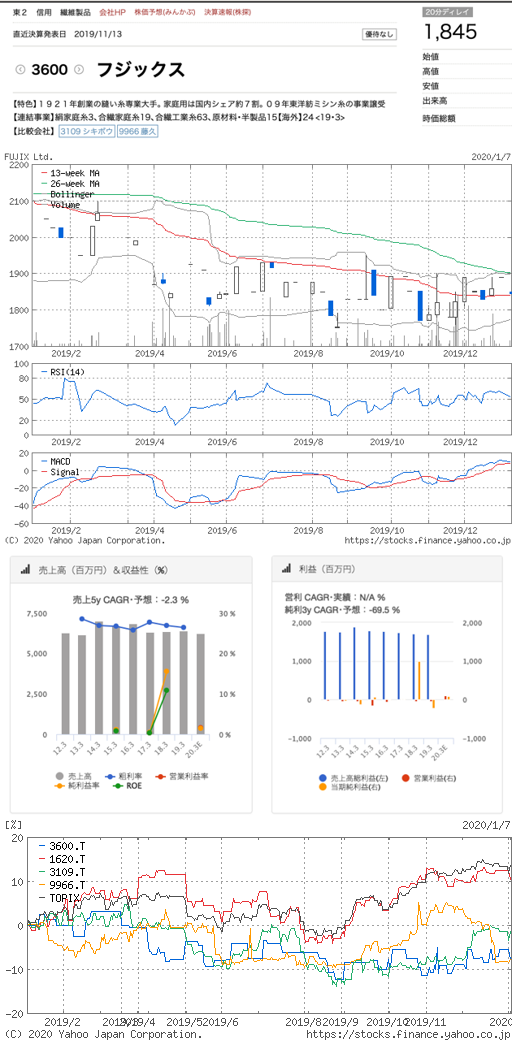 東2 信用 繊維製品 会社HP 株価予想(みんかぶ) 決算速報(株探)
20分ディレイ
直近決算発表日 2019/11/13 優待なし
1,845
3600 フジックス
始値
高値
安値
出来高
時価総額
【特色】1921年創業の縫い糸専業大手。家庭用は国内シェア約7割。09年東洋紡ミシン糸の事業譲受
【連結事業】絹家庭糸3、合繊家庭糸19、合繊工業糸63、原材料・半製品15【海外】24 <19・3>
【比較会社】 3109 シキボウ 9966 藤久
FUJIX Ltd. 2020/1/7
13-week MA
26-week MA
Bollinger
Volume
2200
2100
2000
1900
1800
1700
2019/2 2019/4 2019/6 2019/8 2019/10 2019/12
RSI(14)
100
80
50
20
0
2019/2 2019/4 2019/6 2019/8 2019/10 2019/12
MACD
Signal
20
0
-20
-40
-60
2019/2 2019/4 2019/6 2019/8 2019/10 2019/12
(C) 2020 Yahoo Japan Corporation. https://stocks.finance.yahoo.co.jp
売上高（百万円）＆収益性（%）
売上5y CAGR・予想：-2.3 %
7,500 30 %
5,000 20 %
2,500 10 %
0 0 %
12.3 13.3 14.3 15.3 16.3 17.3 18.3 19.3 20.3E
売上高 粗利率 営業利益率
純利益率 ROE
利益（百万円）
営利 CAGR・実績：N/A %
純利3y CAGR・予想：-69.5 %
2,000 2,000
1,000 1,000
0 0
-1,000 -1,000
12.3 13.3 14.3 15.3 16.3 17.3 18.3 19.3 20.3E
売上高総利益(左) 営業利益(右)
当期純利益(右)
[%] 2020/1/7
3600.T
1620.T
3109.T
9966.T
TOPIX
20
10
0
-10
-20
2019/2 2019/4 2019/5 2019/6 2019/8 2019/9 2019/10 2019/11 2020
(C) 2020 Yahoo Japan Corporation. https://stocks.finance.yahoo.co.jp